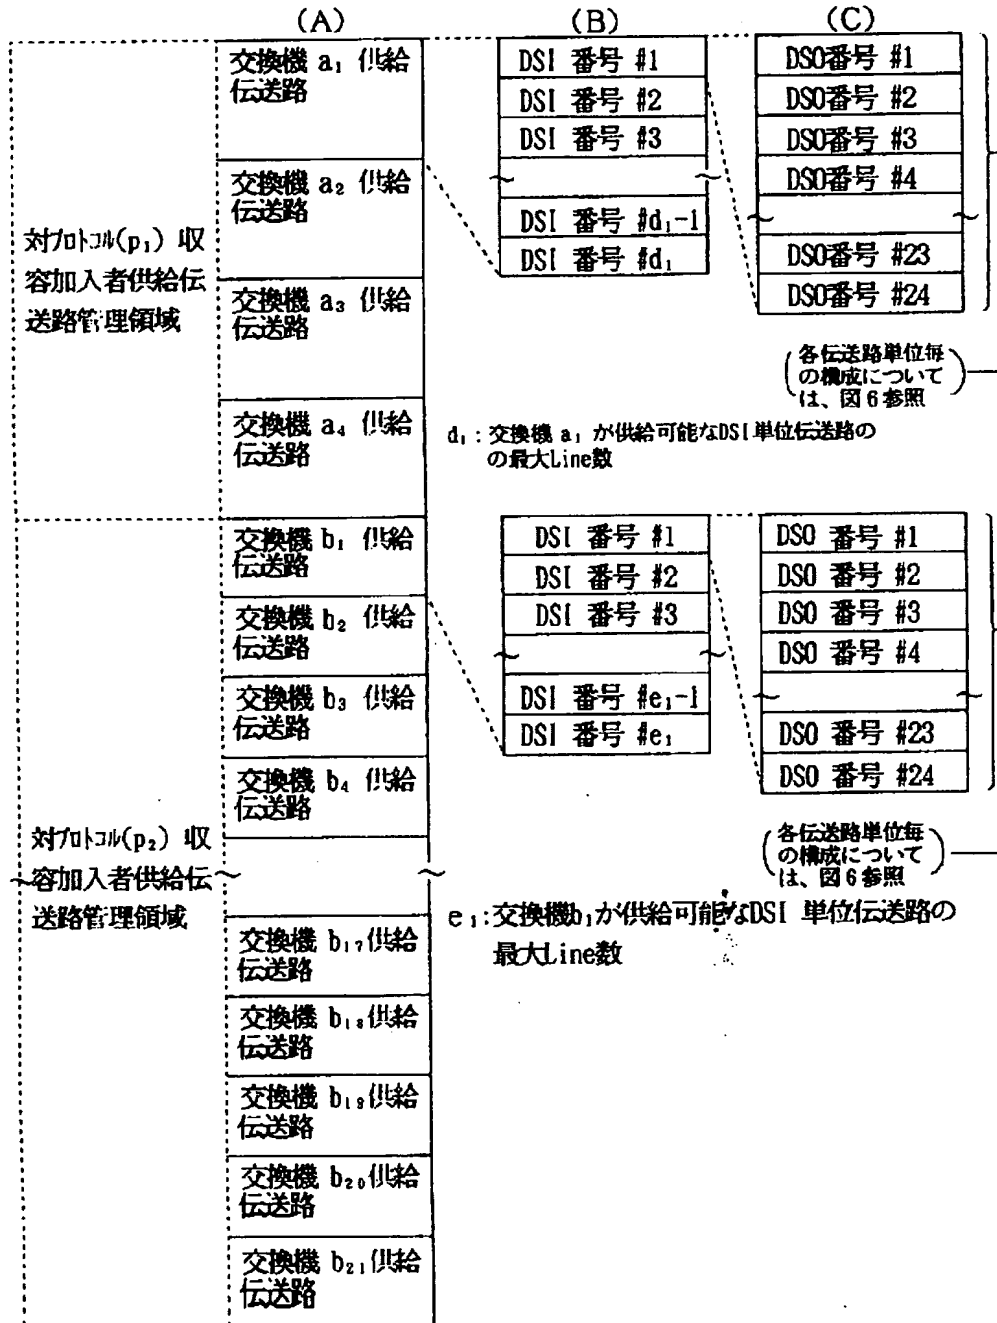 (A)
(B)
(C)
対プロトコル(p₁) 収
容加入者供給伝
送路管理領域
交換機 a₁ 供給
伝送路
交換機 a₂ 供給
伝送路
交換機 a₃ 供給
伝送路
交換機 a₄ 供給
伝送路
DSI 番号 #1
DSI 番号 #2
DSI 番号 #3
DSI 番号 #d₁-1
DSI 番号 #d₁
DSO番号 #1
DSO番号 #2
DSO番号 #3
DSO番号 #4
DSO番号 #23
DSO番号 #24
各伝送路単位毎
の構成について
は、図6参照
d₁：交換機 a₁ が供給可能なDSI単位伝送路の
の最大Line数
対プロトコル(p₂) 収
容加入者供給伝
送路管理領域
交換機 b₁ 供給
伝送路
交換機 b₂ 供給
伝送路
交換機 b₃ 供給
伝送路
交換機 b₄ 供給
伝送路
交換機 b₁₇供給
伝送路
交換機 b₁₈供給
伝送路
交換機 b₁₉供給
伝送路
交換機 b₂₀供給
伝送路
交換機 b₂₁供給
伝送路
DSI 番号 #1
DSI 番号 #2
DSI 番号 #3
DSI 番号 #e₁-1
DSI 番号 #e₁
DSO 番号 #1
DSO 番号 #2
DSO 番号 #3
DSO 番号 #4
DSO 番号 #23
DSO 番号 #24
各伝送路単位毎
の構成について
は、図6参照
e₁:交換機b₁が供給可能なDSI 単位伝送路の
最大Line数